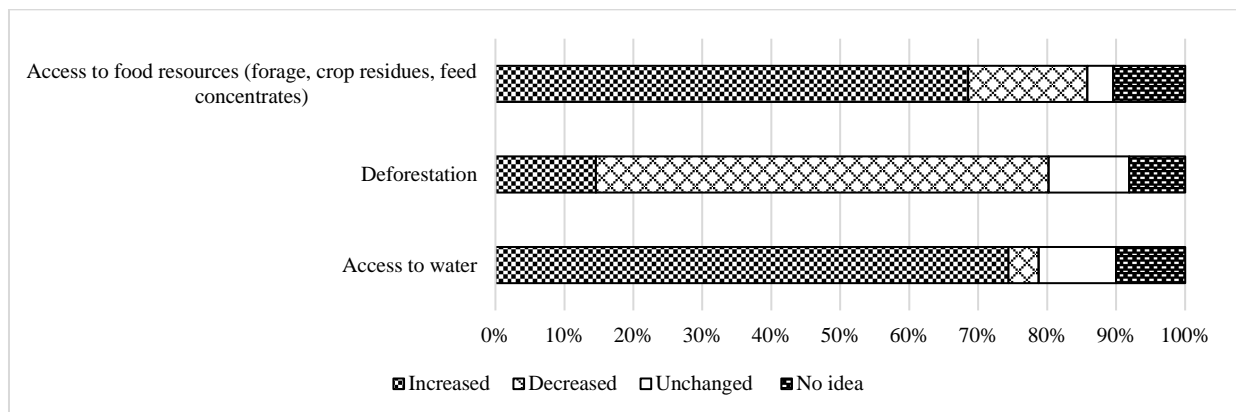 Access to food resources (forage, crop residues, feed
concentrates)
Deforestation
Access to water
0% 10% 20% 30% 40% 50% 60% 70% 80% 90% 100%
Increased Decreased Unchanged No idea